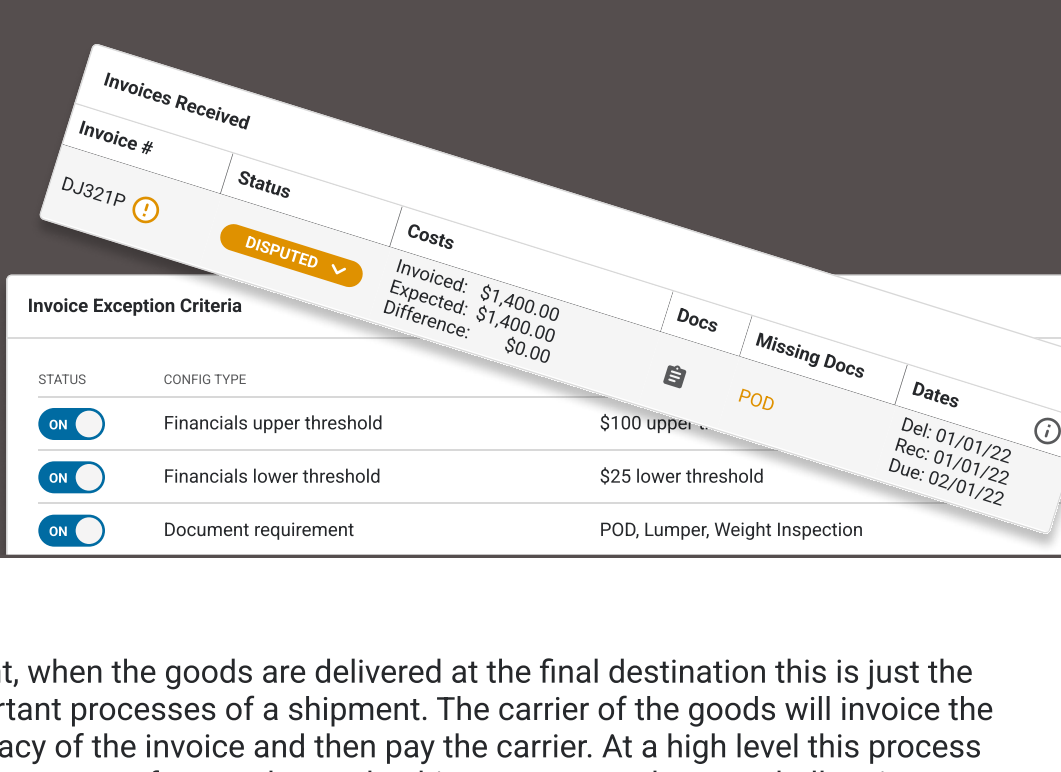 Invoices Received
Invoice # Status Costs Docs Missing Docs Dates
DJ321P DISPUTED
Invoiced: $1,400.00
Expected: $1,400.00
Difference: $0.00
POD
Del: 01/01/22
Rec: 01/01/22
Due: 02/01/22
Invoice Exception Criteria
STATUS CONFIG TYPE
ON Financials upper threshold $100 upper
ON Financials lower threshold $25 lower threshold
ON Document requirement POD, Lumper, Weight Inspection
, when the goods are delivered at the final destination this is just the
processes of a shipment. The carrier of the goods will invoice the
of the invoice and then pay the carrier. At a high level this process